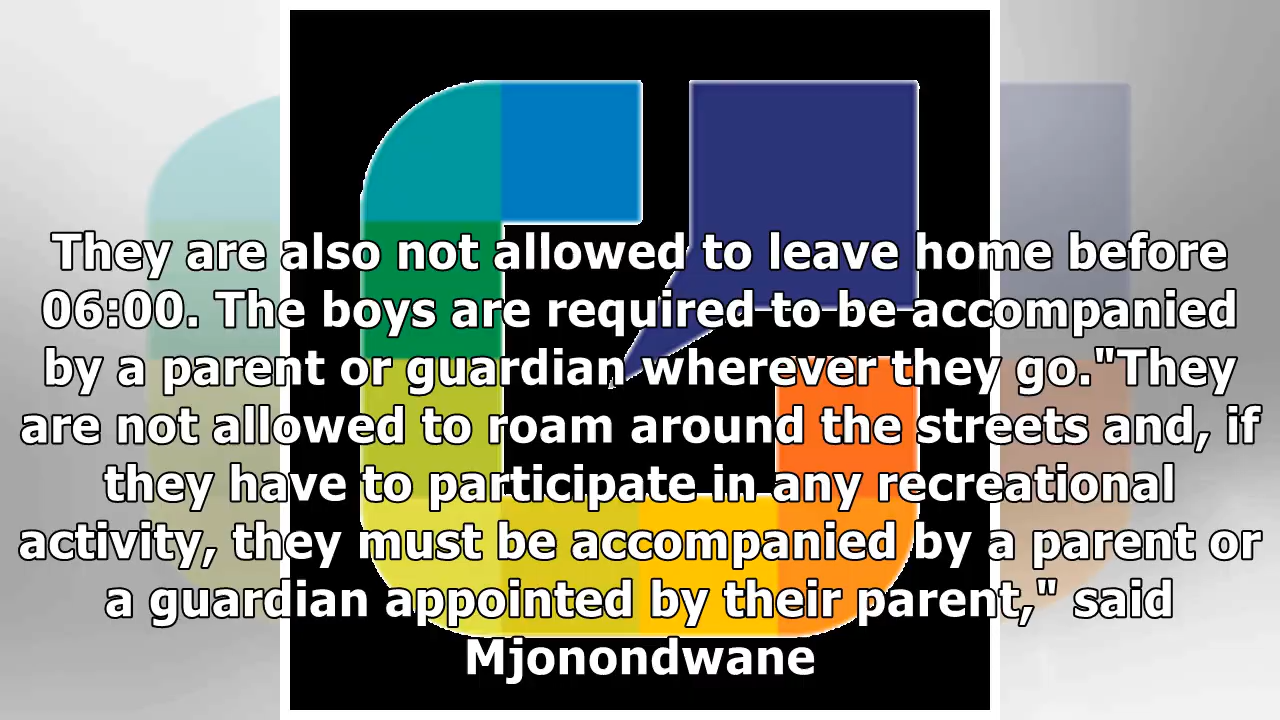 They are also not allowed to leave home before
06:00. The boys are required to be accompanied
by a parent or guardian wherever they go."They
are not allowed to roam around the streets and, if
they have to participate in any recreational
activity, they must be accompanied by a parent or
a guardian appointed by their parent," said
Mjonondwane